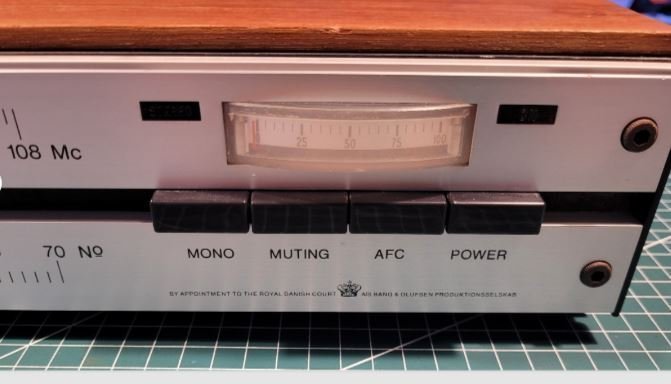 108 Mc
25 50 75 100
70 Nº
MONO MUTING AFC POWER
BY APPOINTMENT TO THE ROYAL DANISH COURT A/S BANG & OLUFSEN PRODUKTIONSSELSKAB